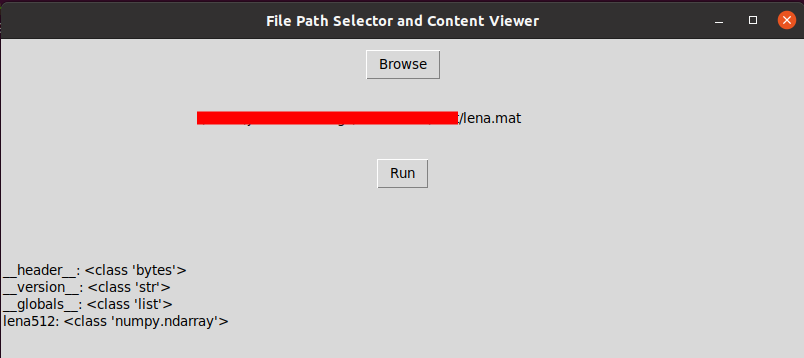 File Path Selector and Content Viewer
Browse
/lena.mat
Run
__header__: <class 'bytes'>
__version__: <class 'str'>
__globals__: <class 'list'>
lena512: <class 'numpy.ndarray'>